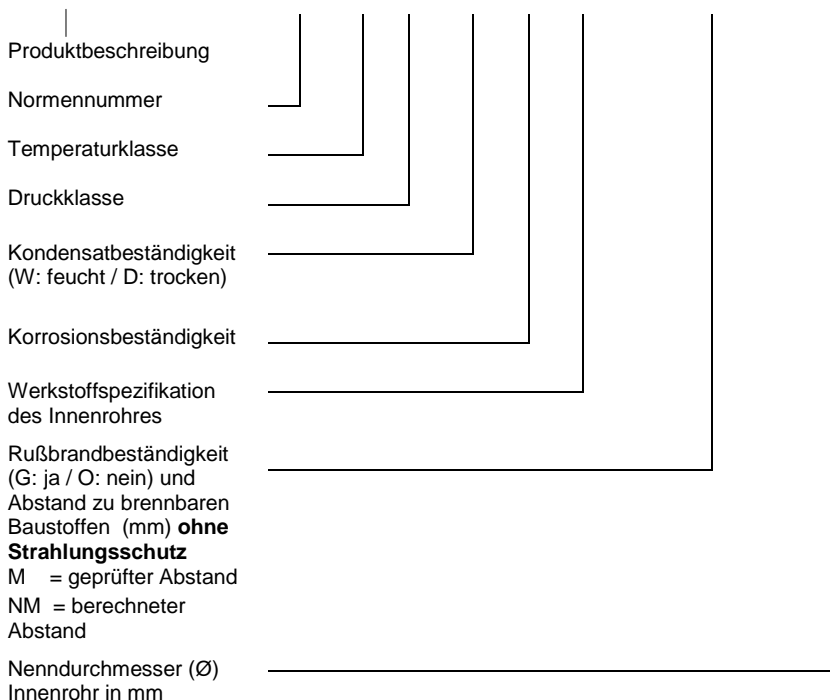 Produktbeschreibung
Normennummer
Temperaturklasse
Druckklasse
Kondensatbeständigkeit
(W: feucht / D: trocken)
Korrosionsbeständigkeit
Werkstoffspezifikation
des Innenrohres
Rußbrandbeständigkeit
(G: ja / O: nein) und
Abstand zu brennbaren
Baustoffen (mm) ohne
Strahlungsschutz
M = geprüfter Abstand
NM = berechneter
Abstand
Nenndurchmesser (Ø)
Innenrohr in mm